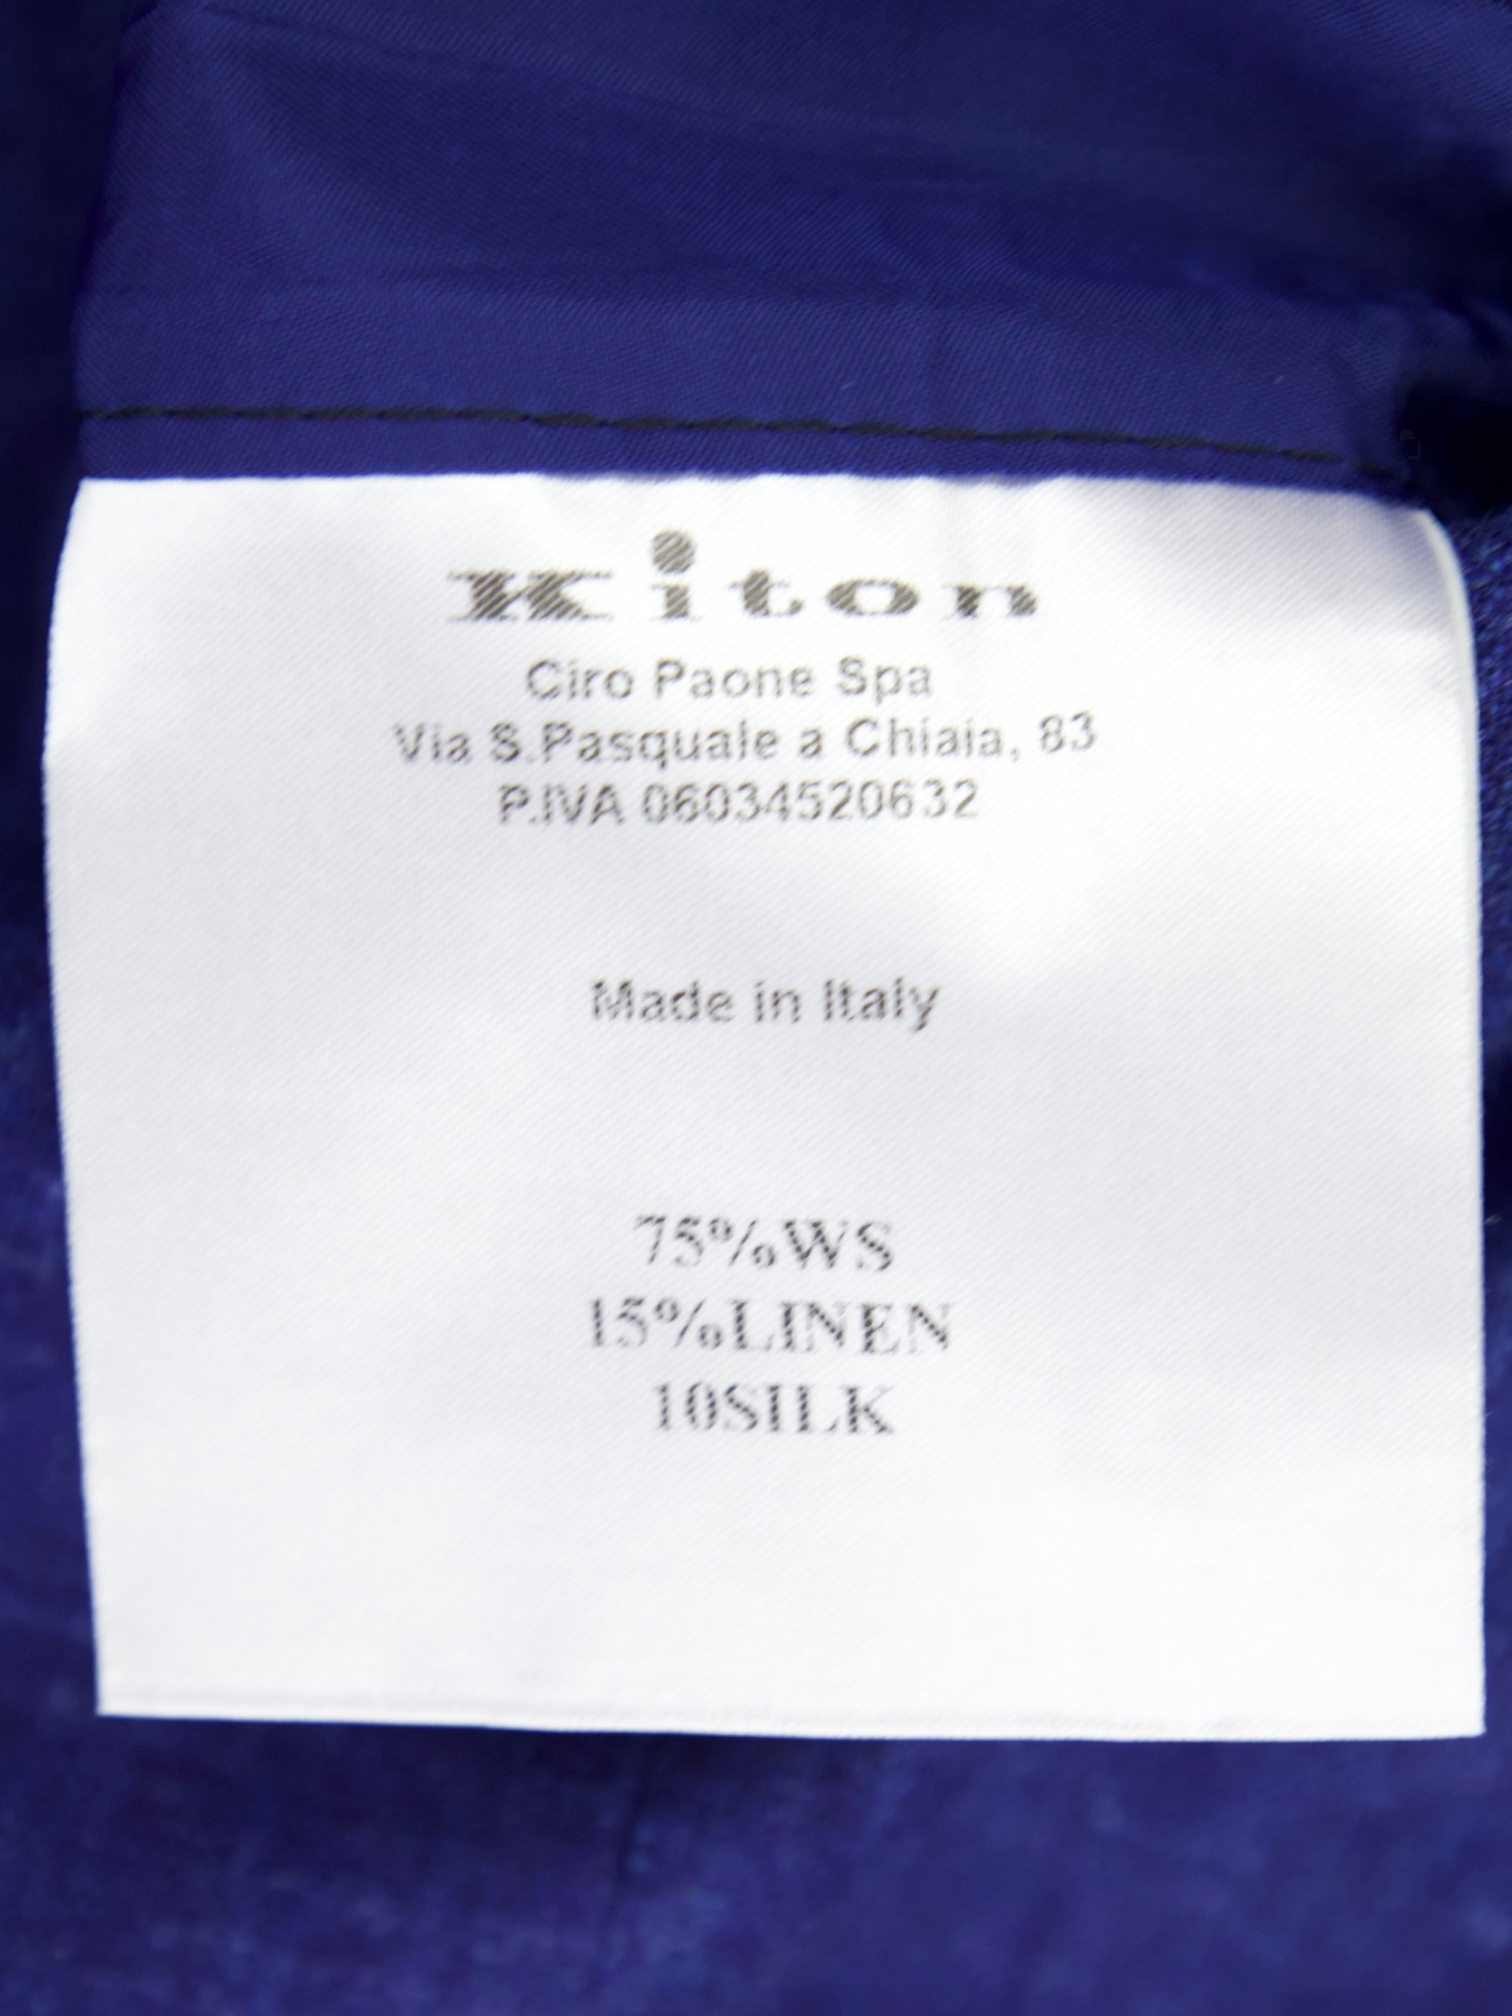 Kiton
Ciro Paone Spa
Via S.Pasquale a Chiaia, 83
P.IVA 06034520632
Made in Italy
75%WS
15%LINEN
10SILK